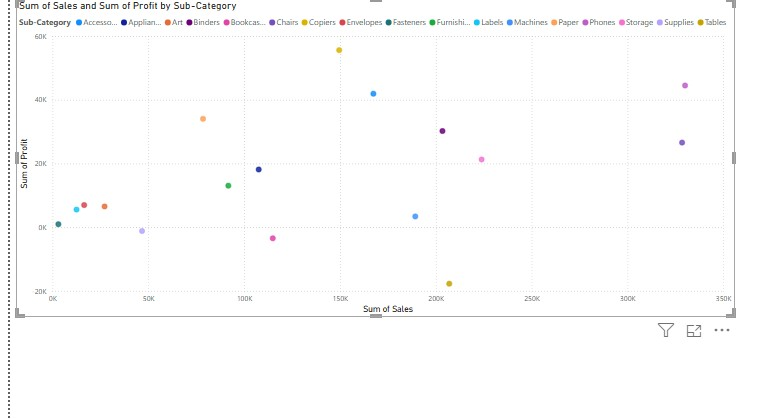 Sum of Sales and Sum of Profit by Sub-Category
Sub-Category Accesso... Applian... Art Binders Bookcas... Chairs Copiers Envelopes Fasteners Furnishi... Labels Machines Paper Phones Storage Supplies Tables
60K
40K
20K
0K
-20K
Sum of Profit
0K 50K 100K 150K 200K 250K 300K 350K
Sum of Sales